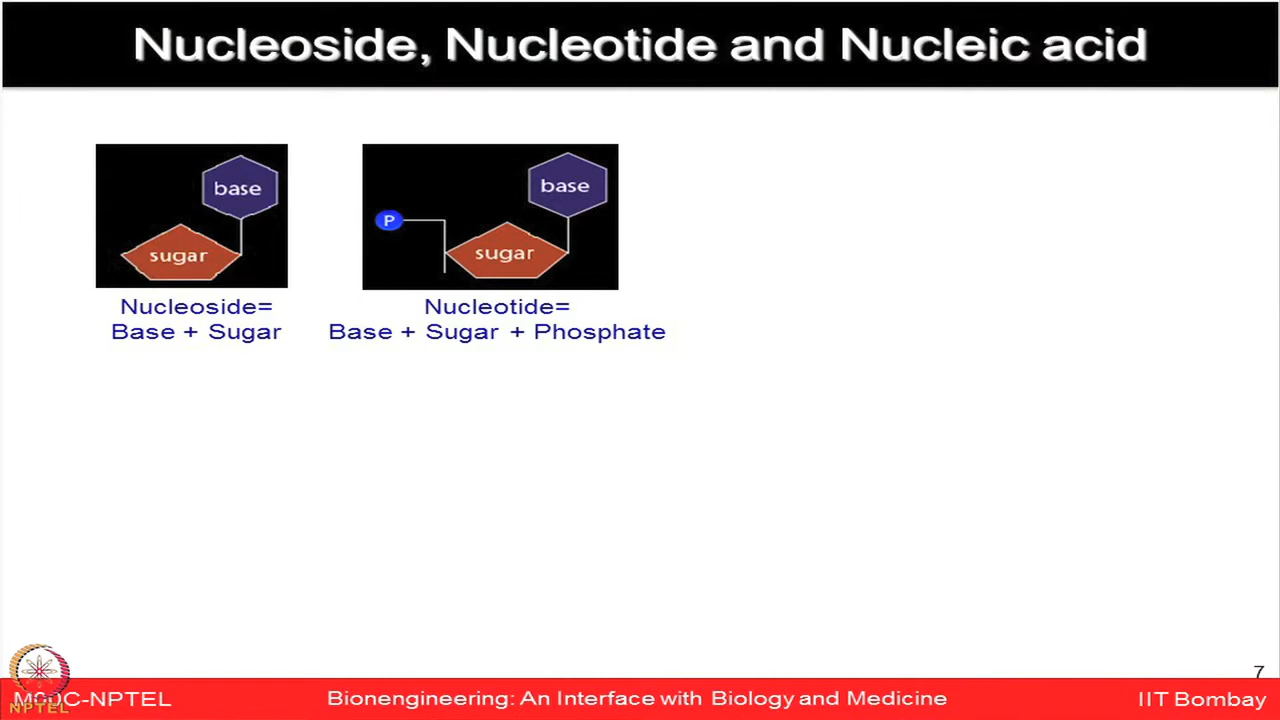 Nucleoside, Nucleotide and Nucleic acid
base
sugar
P
base
sugar
Nucleoside=
Base + Sugar
Nucleotide=
Base + Sugar + Phosphate
7
MOOC-NPTEL
NPTEL
Bionengineering: An Interface with Biology and Medicine
IIT Bombay